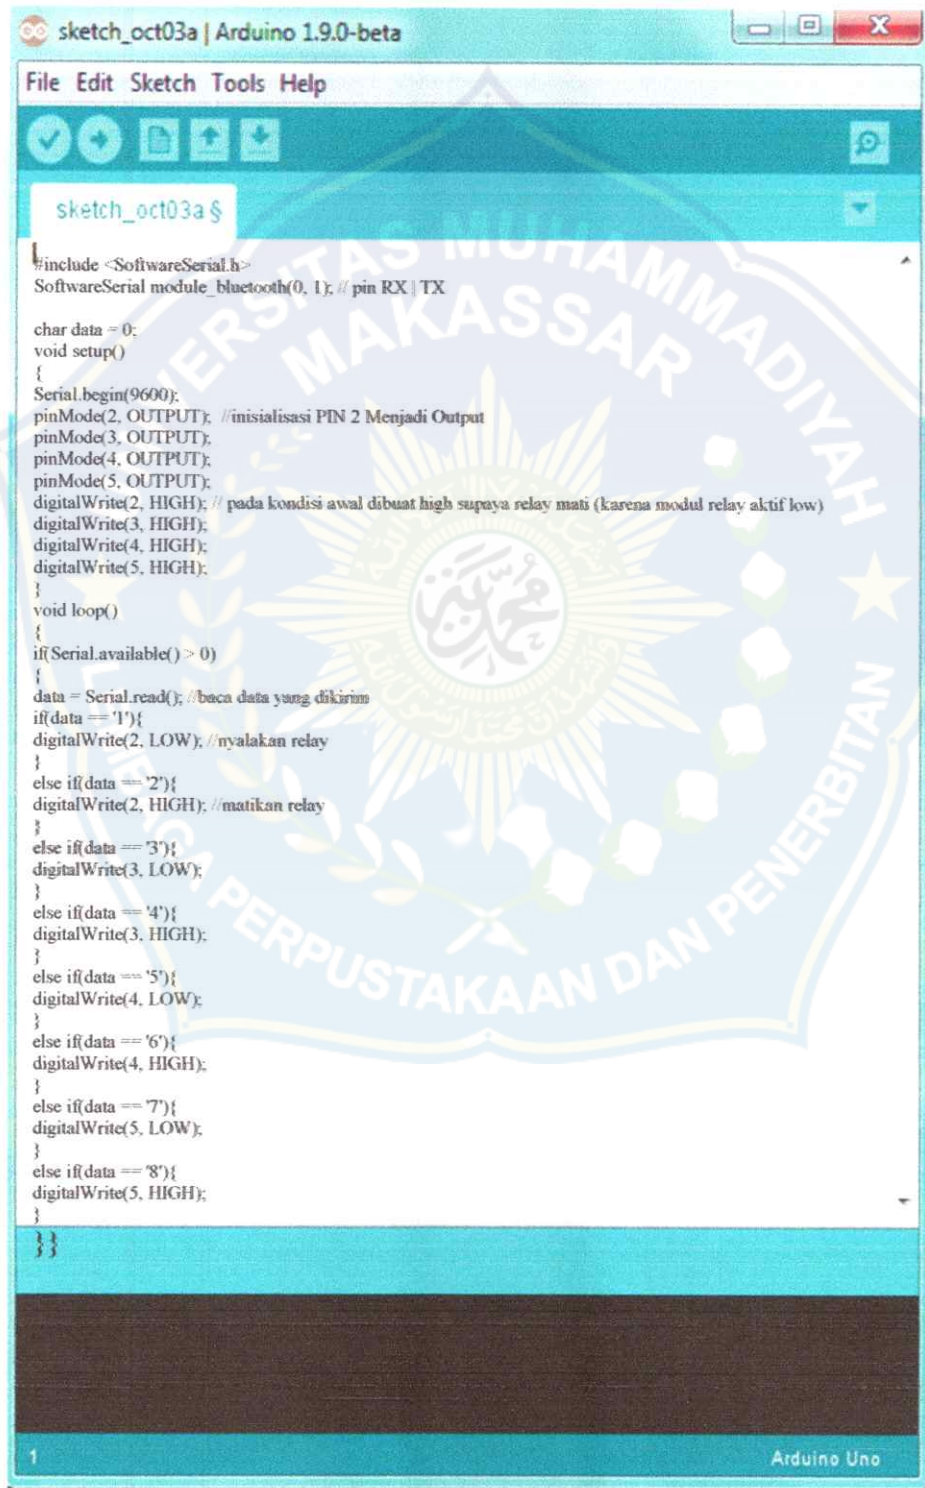 sketch_oct03a | Arduino 1.9.0-beta
File Edit Sketch Tools Help
sketch_oct03a §
#include <SoftwareSerial.h>
SoftwareSerial module_bluetooth(0, 1); // pin RX | TX
char data = 0;
void setup()
{
Serial.begin(9600);
pinMode(2, OUTPUT); //inisialisasi PIN 2 Menjadi Output
pinMode(3, OUTPUT);
pinMode(4, OUTPUT);
pinMode(5, OUTPUT);
digitalWrite(2, HIGH); // pada kondisi awal dibuat high supaya relay mati (karena modul relay aktif low)
digitalWrite(3, HIGH);
digitalWrite(4, HIGH);
digitalWrite(5, HIGH);
}
void loop()
{
if(Serial.available() > 0)
{
data = Serial.read(); //baca data yang dikirim
if(data == '1'){
digitalWrite(2, LOW); //nyalakan relay
}
else if(data == '2'){
digitalWrite(2, HIGH); //matikan relay
}
else if(data == '3'){
digitalWrite(3, LOW);
}
else if(data == '4'){
digitalWrite(3, HIGH);
}
else if(data == '5'){
digitalWrite(4, LOW);
}
else if(data == '6'){
digitalWrite(4, HIGH);
}
else if(data == '7'){
digitalWrite(5, LOW);
}
else if(data == '8'){
digitalWrite(5, HIGH);
}
}}
1
Arduino Uno
UNIVERSITAS MUHAMMADIYAH
MAKASSAR
LEMBAGA PERPUSTAKAAN DAN PENERBITAN